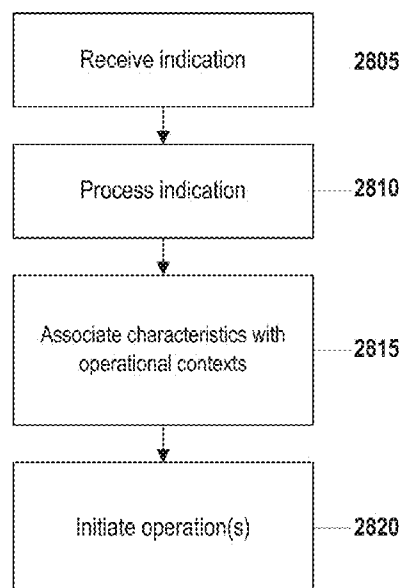 Receive indication 2805
Process indication 2810
Associate characteristics with
operational contexts 2815
Initiate operation(s) 2820